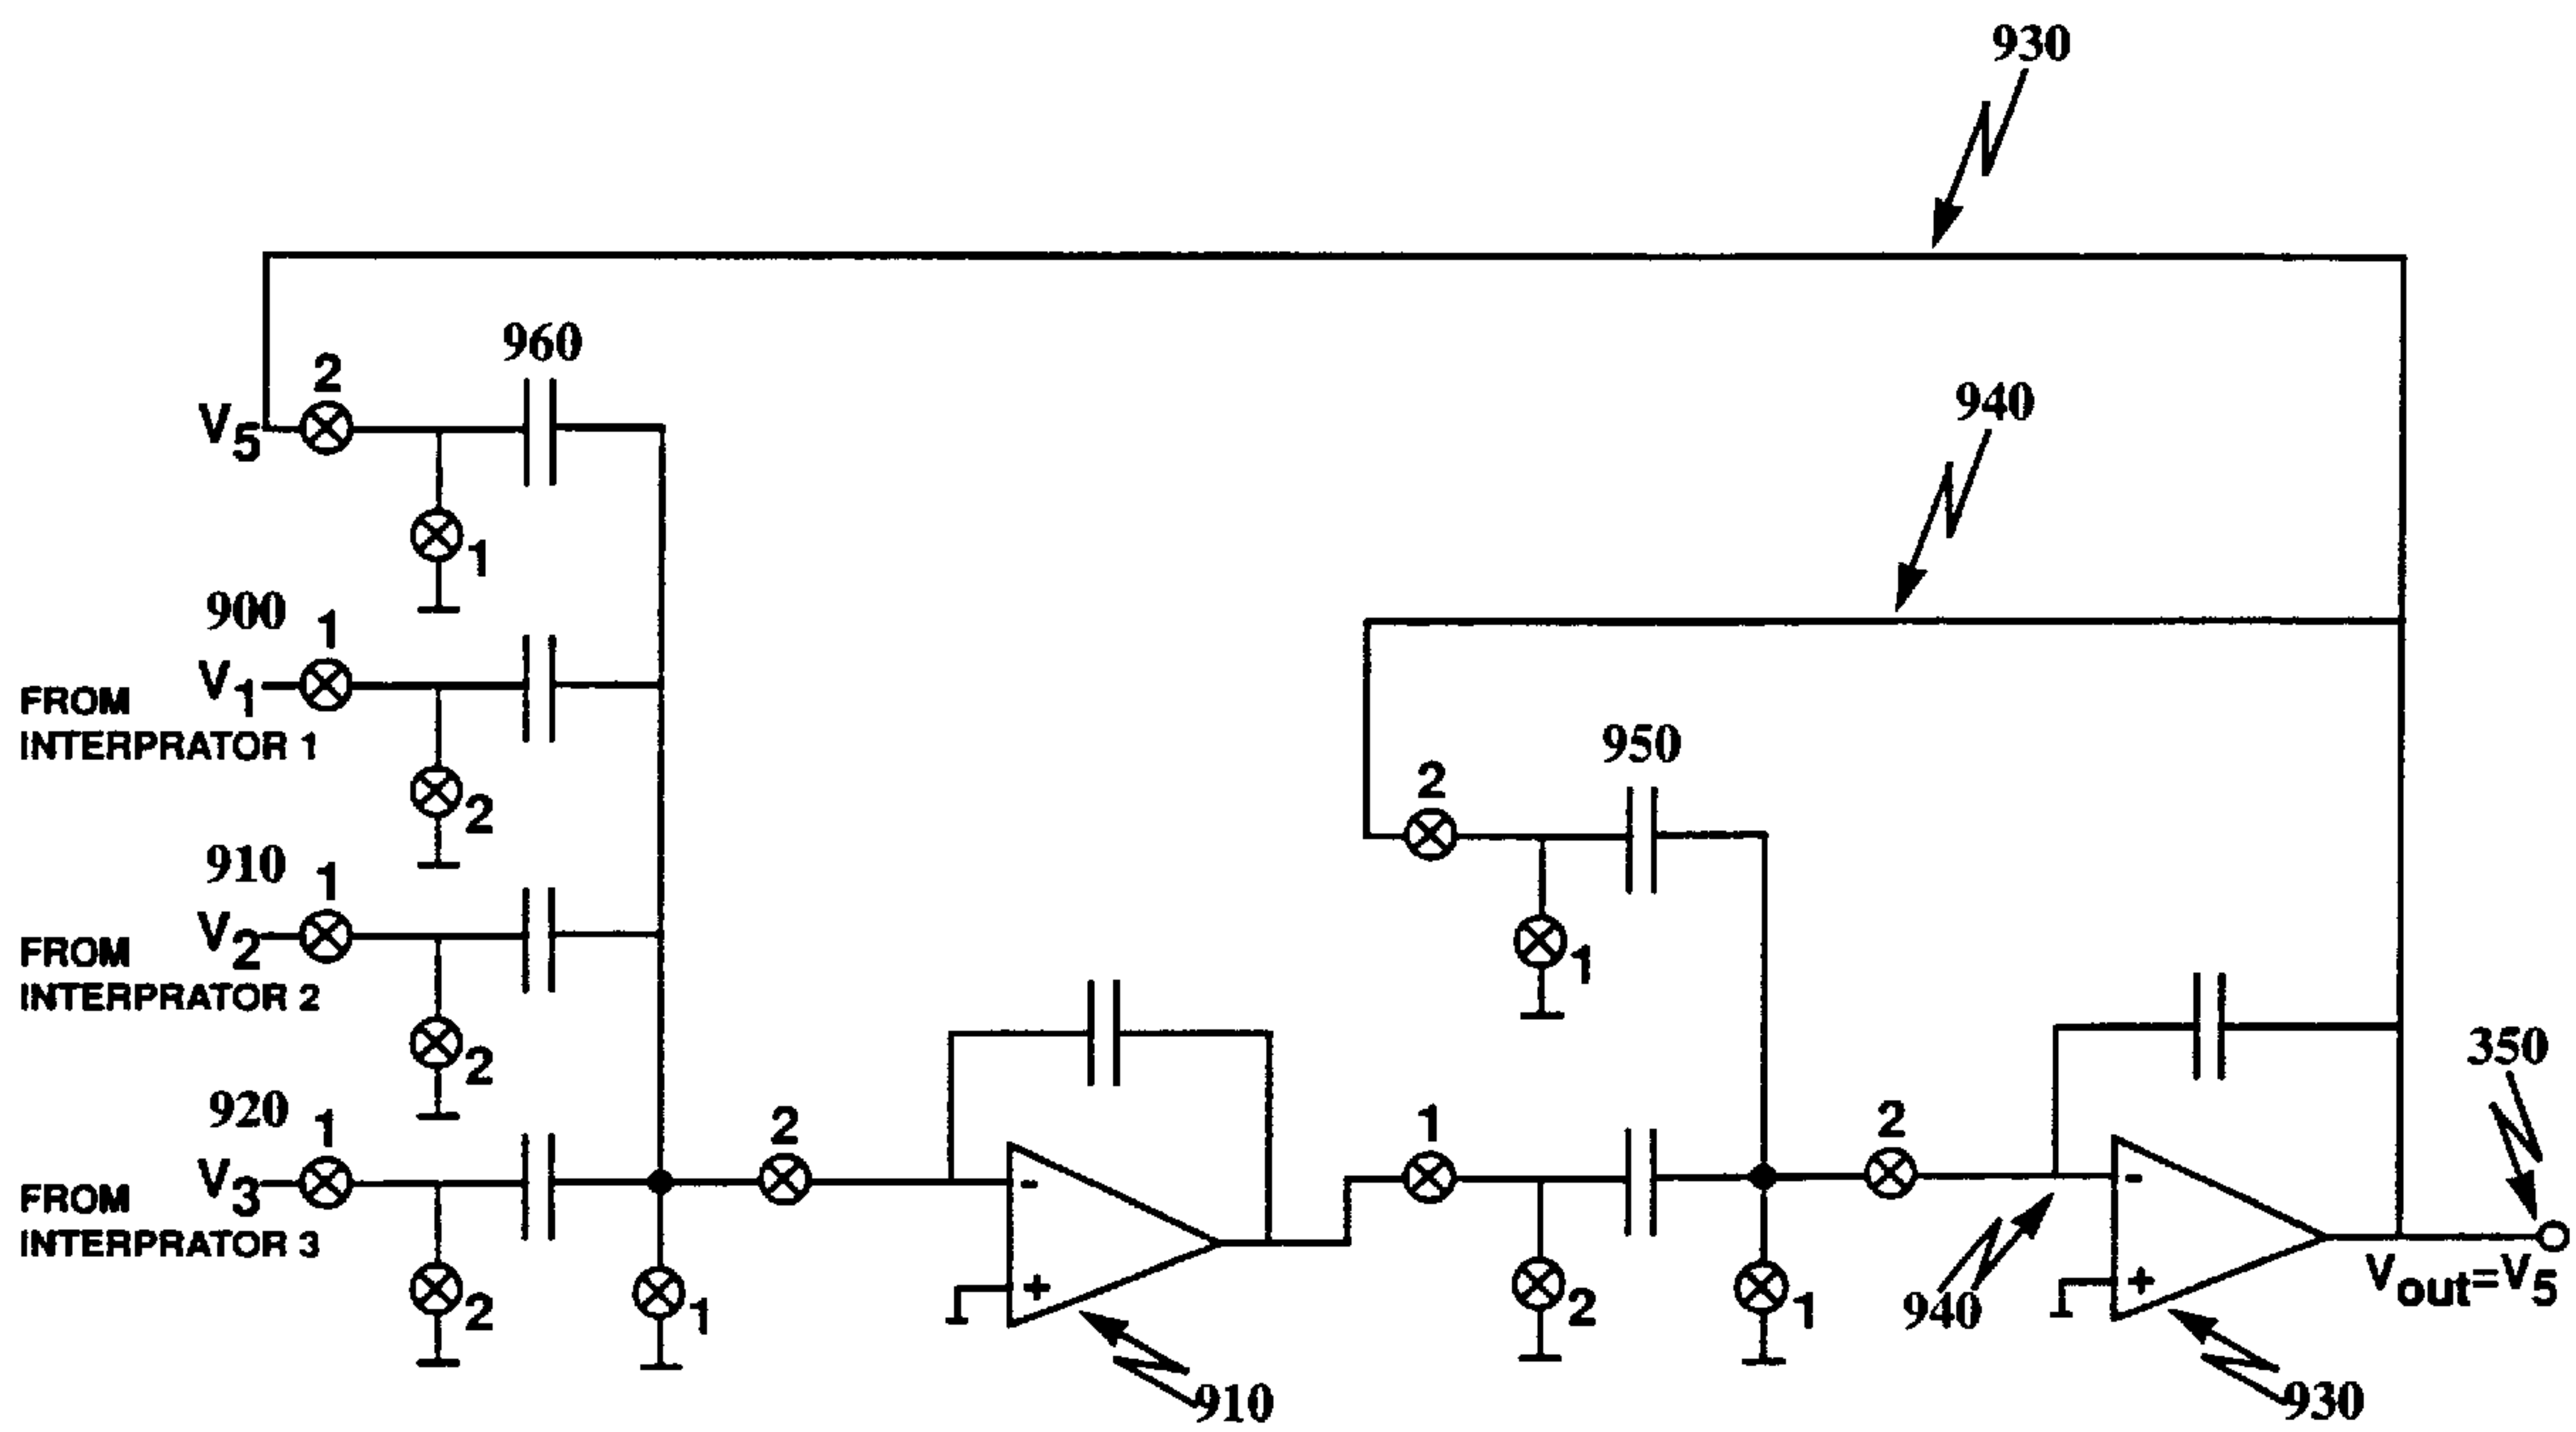 930
940
960
2
V5
1
900
1
V1
FROM
INTERPRATOR 1
2
950
2
1
910
1
V2
FROM
INTERPRATOR 2
2
920
1
V3
FROM
INTERPRATOR 3
2
2
1
-
+
910
1
2
2
1
940
-
+
930
350
Vout=V5